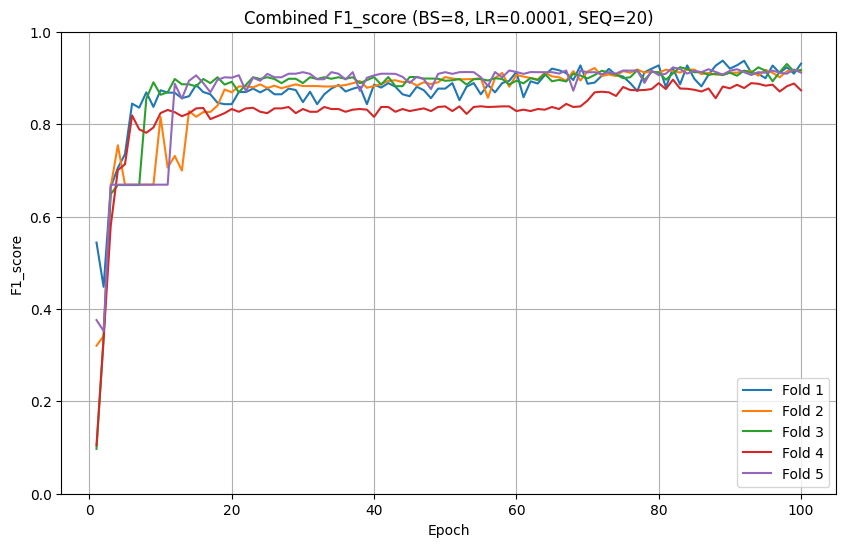 Combined F1_score (BS=8, LR=0.0001, SEQ=20)
1.0
0.8
0.6
0.4
0.2
0.0
F1_score
0 20 40 60 80 100
Epoch
Fold 1
Fold 2
Fold 3
Fold 4
Fold 5